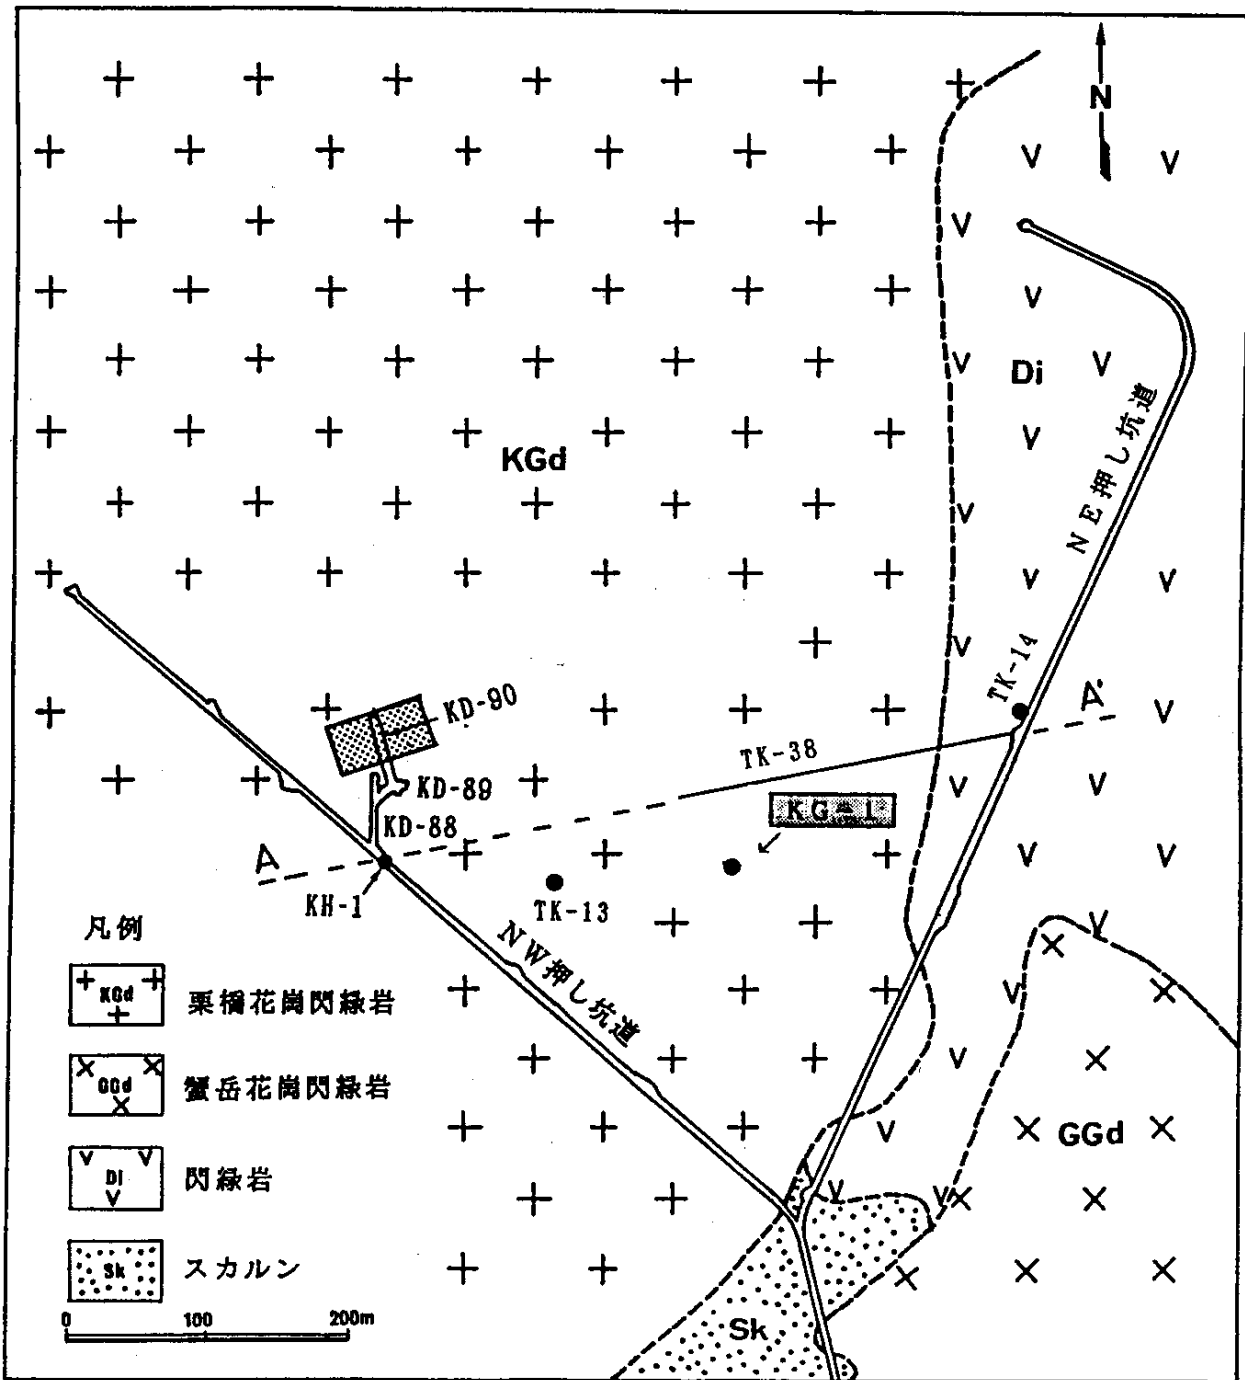 N
Di
NE押し坑道
KGd
TK-14
A'
KD-90
TK-38
KD-89
KG-1
KD-88
A
KH-1
TK-13
NW押し坑道
凡例
KGd
栗橋花崗閃緑岩
GGd
蟹岳花崗閃緑岩
GGd
Di
閃緑岩
Sk
スカルン
0 100 200m
Sk